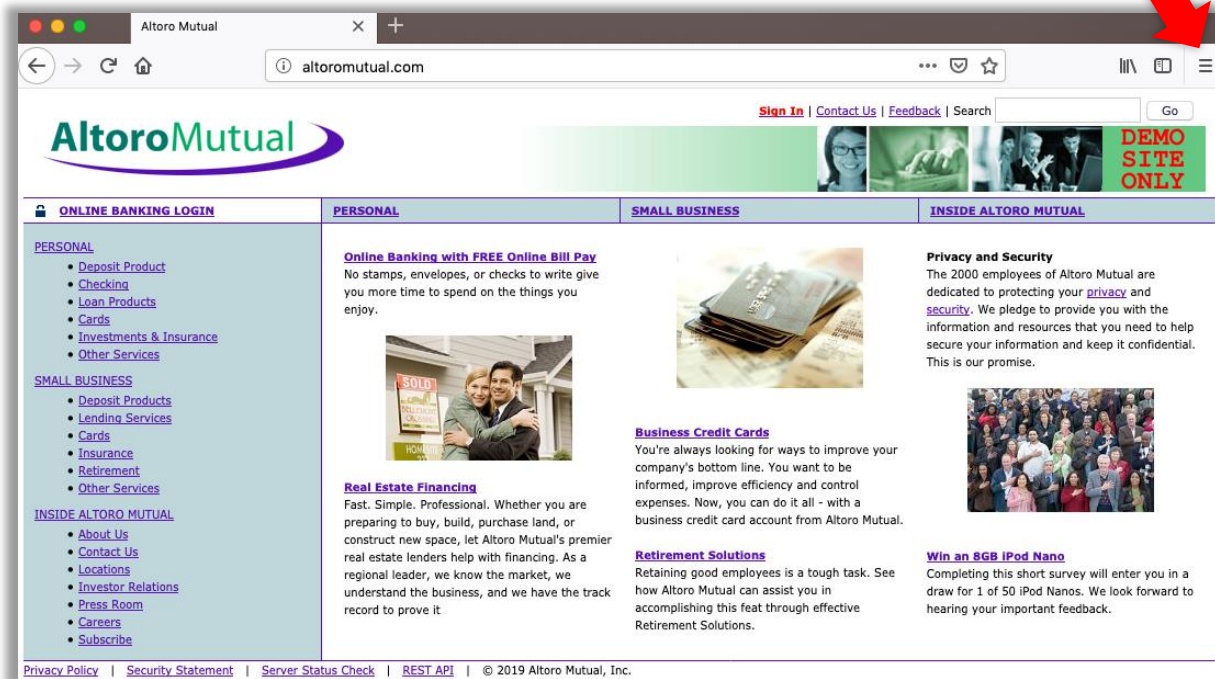 Altoro Mutual
altoromutual.com
Sign In | Contact Us | Feedback | Search
Go
AltoroMutual
DEMO
SITE
ONLY
ONLINE BANKING LOGIN
PERSONAL
SMALL BUSINESS
INSIDE ALTORO MUTUAL
PERSONAL
Deposit Product
Checking
Loan Products
Cards
Investments & Insurance
Other Services
SMALL BUSINESS
Deposit Products
Lending Services
Cards
Insurance
Retirement
Other Services
INSIDE ALTORO MUTUAL
About Us
Contact Us
Locations
Investor Relations
Press Room
Careers
Subscribe
Online Banking with FREE Online Bill Pay
No stamps, envelopes, or checks to write give
you more time to spend on the things you
enjoy.
SOLD
Real Estate Financing
Fast. Simple. Professional. Whether you are
preparing to buy, build, purchase land, or
construct new space, let Altoro Mutual's premier
real estate lenders help with financing. As a
regional leader, we know the market, we
understand the business, and we have the track
record to prove it
Business Credit Cards
You're always looking for ways to improve your
company's bottom line. You want to be
informed, improve efficiency and control
expenses. Now, you can do it all - with a
business credit card account from Altoro Mutual.
Retirement Solutions
Retaining good employees is a tough task. See
how Altoro Mutual can assist you in
accomplishing this feat through effective
Retirement Solutions.
Privacy and Security
The 2000 employees of Altoro Mutual are
dedicated to protecting your privacy and
security. We pledge to provide you with the
information and resources that you need to help
secure your information and keep it confidential.
This is our promise.
Win an 8GB iPod Nano
Completing this short survey will enter you in a
draw for 1 of 50 iPod Nanos. We look forward to
hearing your important feedback.
Privacy Policy | Security Statement | Server Status Check | REST API | © 2019 Altoro Mutual, Inc.